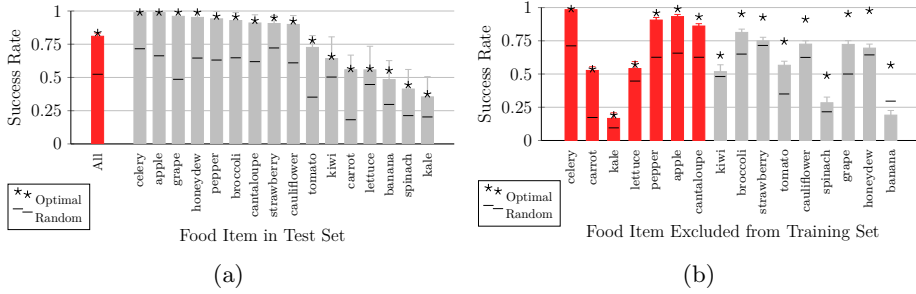 1
0.75
0.5
0.25
0
Success Rate
All
celery
apple
grape
honeydew
pepper
broccoli
cantaloupe
strawberry
cauliflower
tomato
kiwi
carrot
lettuce
banana
spinach
kale
Optimal
Random
Food Item in Test Set
(a)
1
0.75
0.5
0.25
0
Success Rate
celery
carrot
kale
lettuce
pepper
apple
cantaloupe
kiwi
broccoli
strawberry
tomato
cauliflower
spinach
grape
honeydew
banana
Optimal
Random
Food Item Excluded from Training Set
(b)